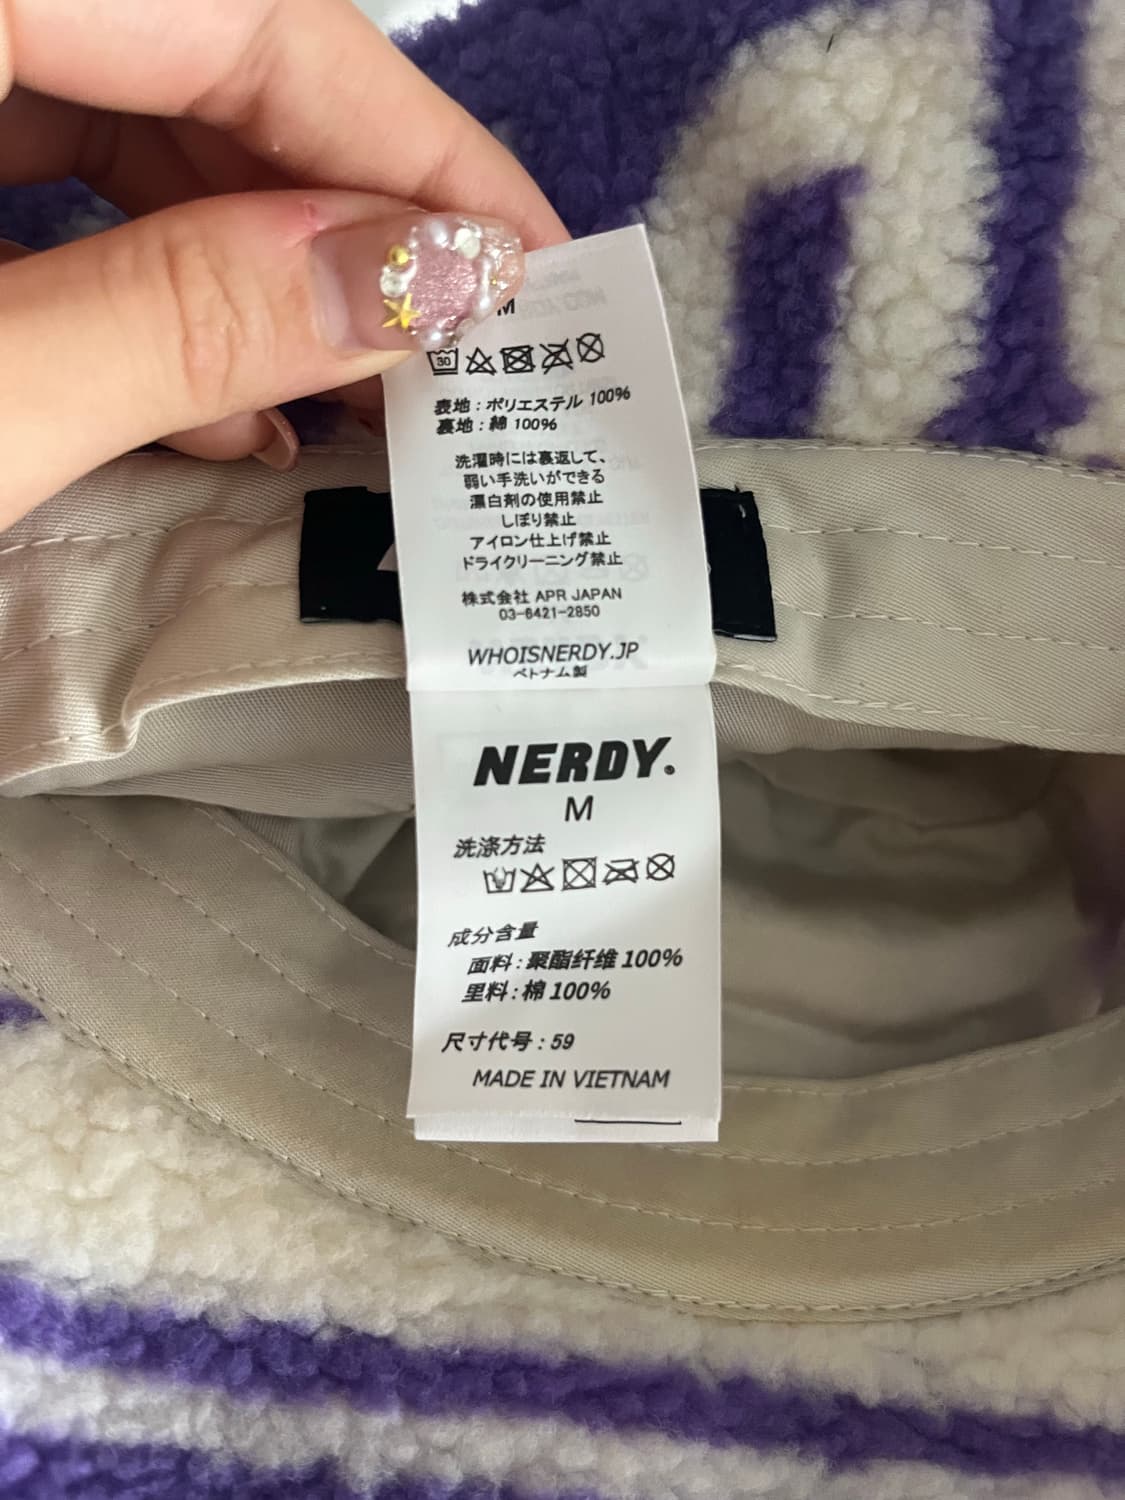 M
30
表地 : ポリエステル 100%
裏地 : 綿 100%
洗濯時には裏返して、
弱い手洗いができる
漂白剤の使用禁止
しぼり禁止
アイロン仕上げ禁止
ドライクリーニング禁止
株式会社 APR JAPAN
03-6421-2850
WHOISNERDY.JP
ベトナム製
NERDY.
M
洗涤方法
成分含量
面料 : 聚酯纤维 100%
里料 : 棉 100%
尺寸代号 : 59
MADE IN VIETNAM